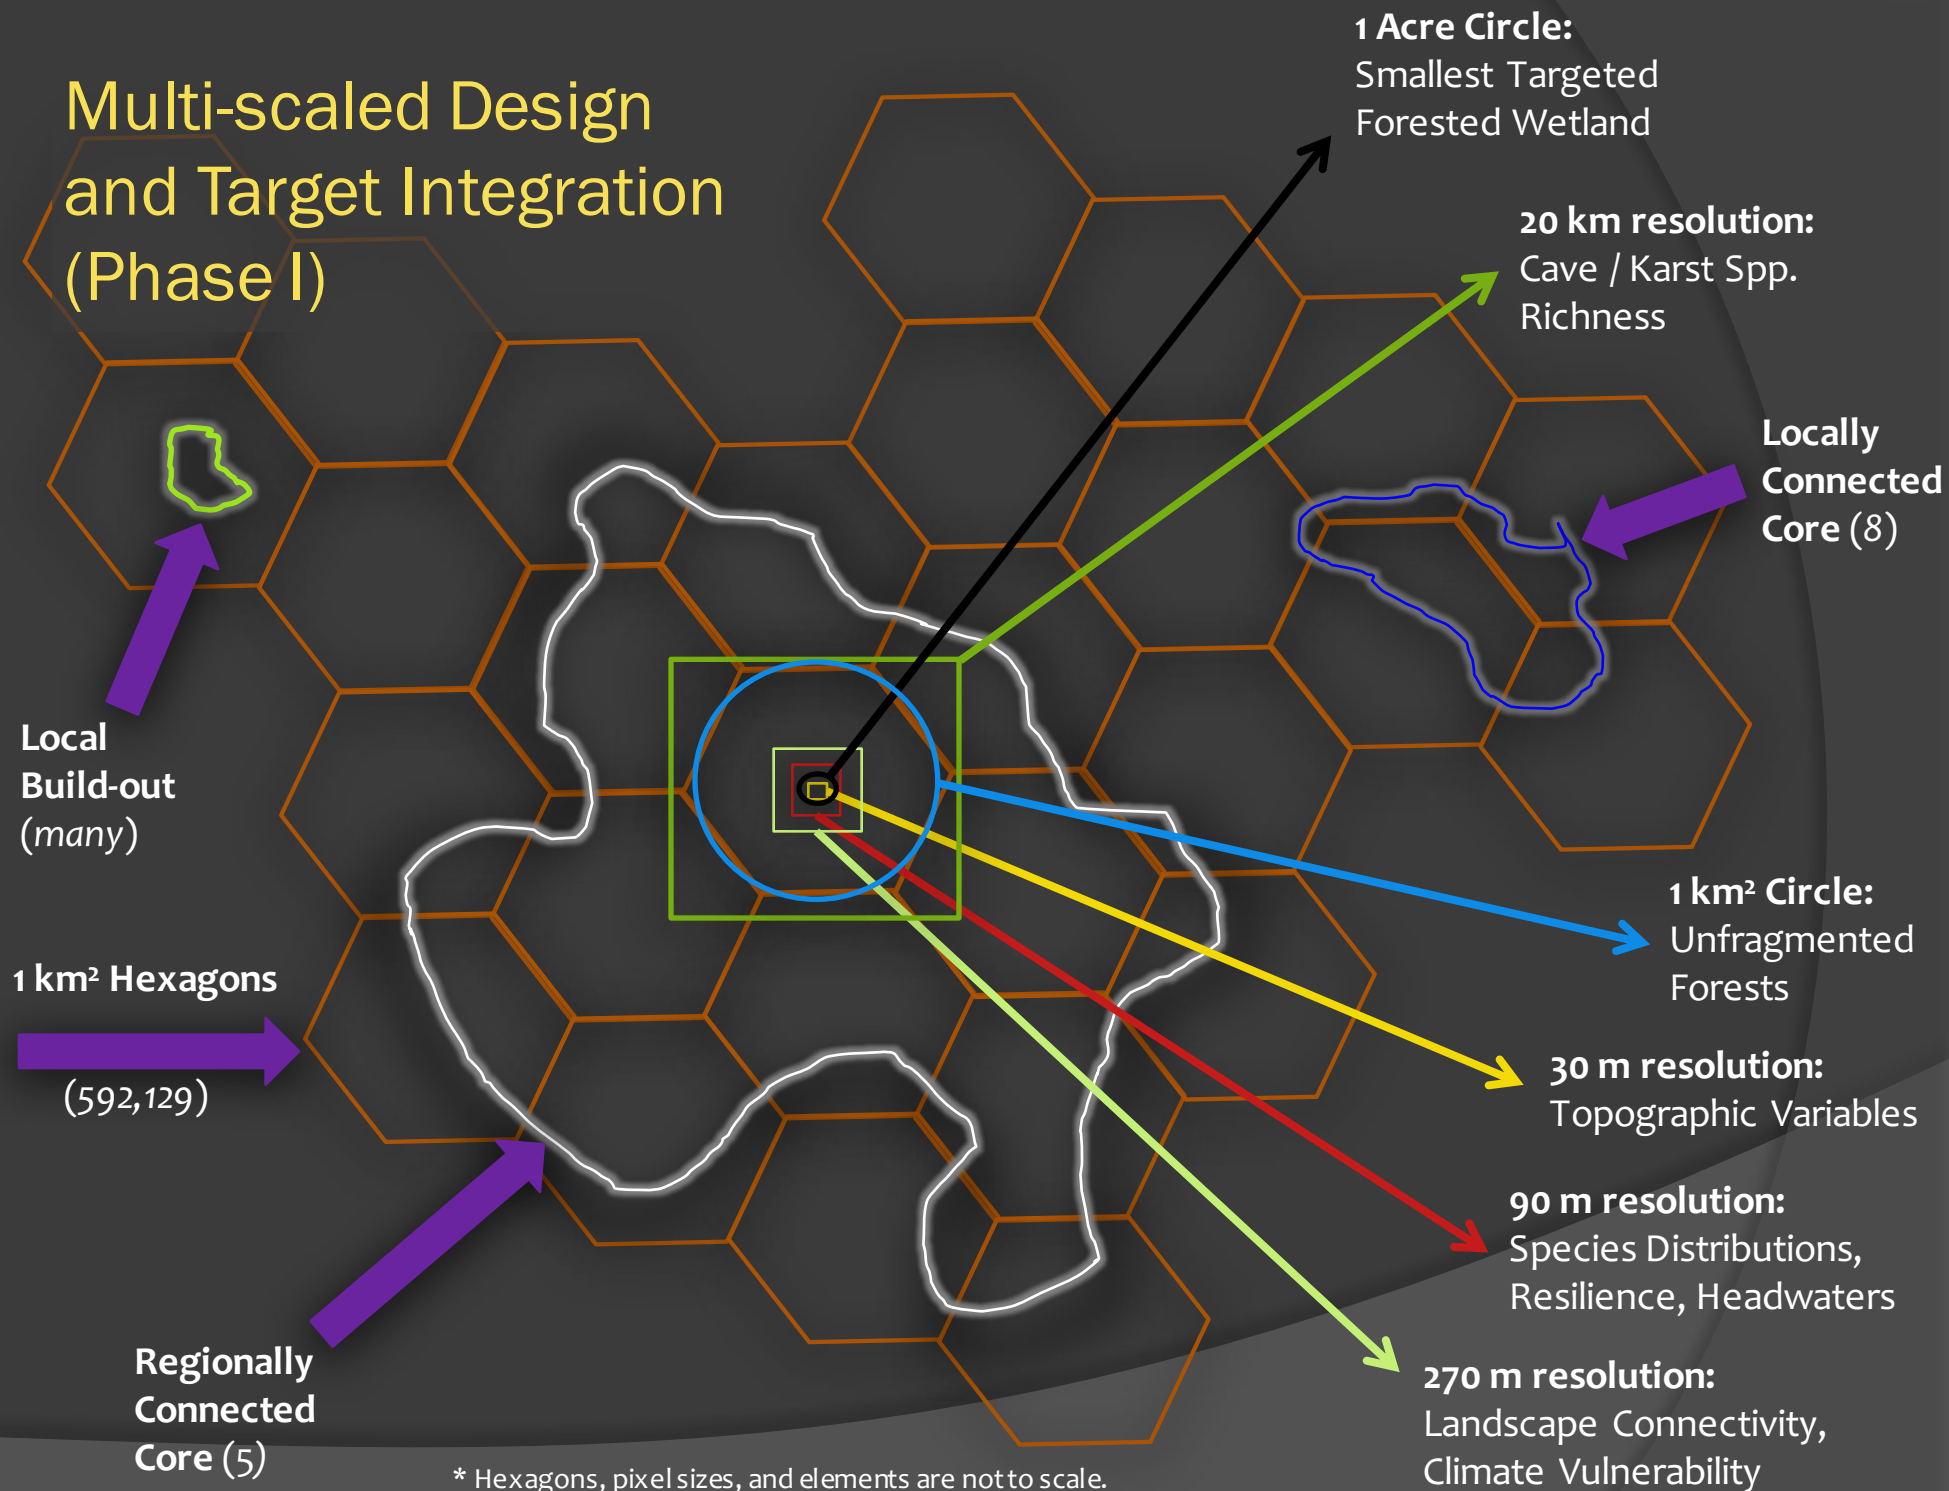 Multi-scaled Design
and Target Integration
(Phase I)
1 Acre Circle:
Smallest Targeted
Forested Wetland
20 km resolution:
Cave / Karst Spp.
Richness
Locally
Connected
Core (8)
Local
Build-out
(many)
1 km² Circle:
Unfragmented
Forests
1 km² Hexagons
(592,129)
30 m resolution:
Topographic Variables
90 m resolution:
Species Distributions,
Resilience, Headwaters
Regionally
Connected
Core (5)
270 m resolution:
Landscape Connectivity,
Climate Vulnerability
* Hexagons, pixel sizes, and elements are not to scale.